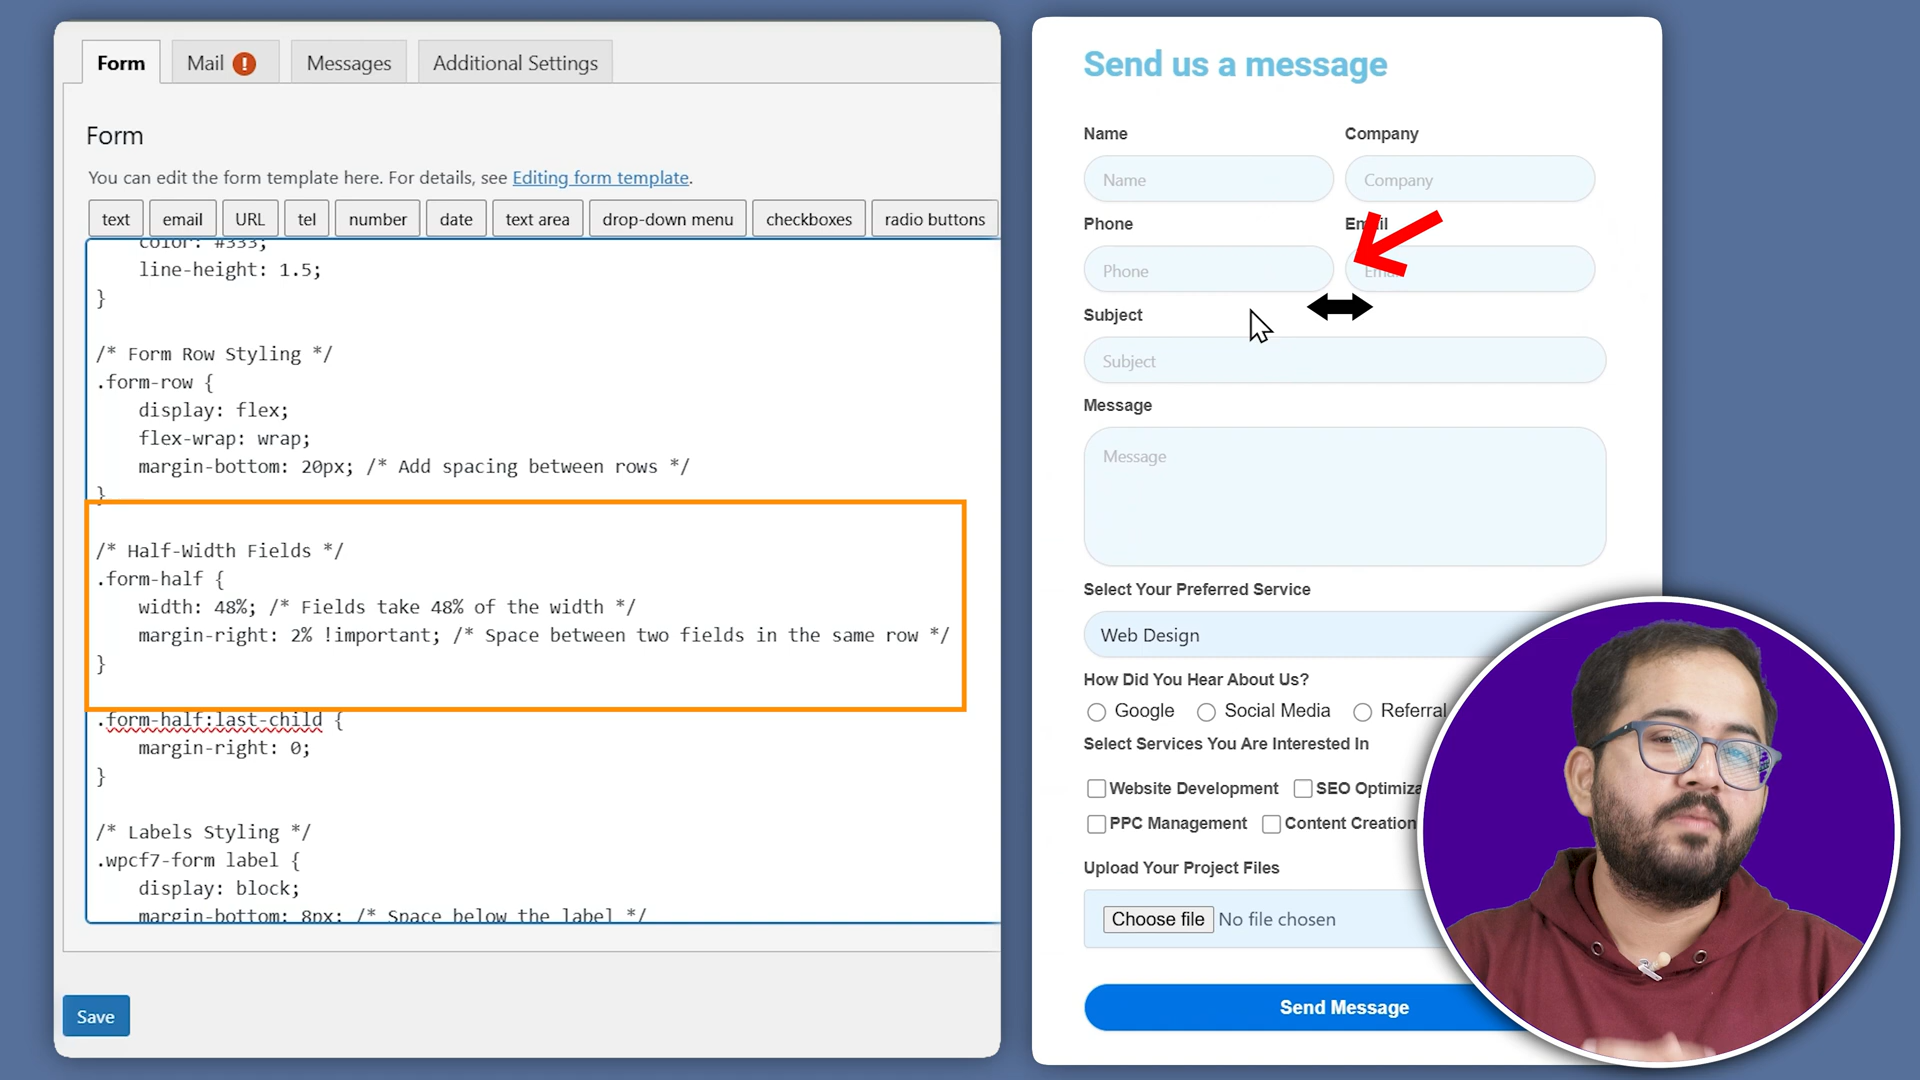 Form
Mail !
Messages
Additional Settings
Form
You can edit the form template here. For details, see Editing form template.
text
email
URL
tel
number
date
text area
drop-down menu
checkboxes
radio buttons
color: #333;
line-height: 1.5;
}
/* Form Row Styling */
.form-row {
display: flex;
flex-wrap: wrap;
margin-bottom: 20px; /* Add spacing between rows */
}
/* Half-Width Fields */
.form-half {
width: 48%; /* Fields take 48% of the width */
margin-right: 2% !important; /* Space between two fields in the same row */
}
.form-half:last-child {
margin-right: 0;
}
/* Labels Styling */
.wpcf7-form label {
display: block;
margin-bottom: 8px; /* Space below the label */
Save
Send us a message
Name
Company
Name
Company
Phone
Email
Phone
Email
Subject
Subject
Message
Message
Select Your Preferred Service
Web Design
How Did You Hear About Us?
Google
Social Media
Referral
Select Services You Are Interested In
Website Development
SEO Optimiza
PPC Management
Content Creation
Upload Your Project Files
Choose file No file chosen
Send Message